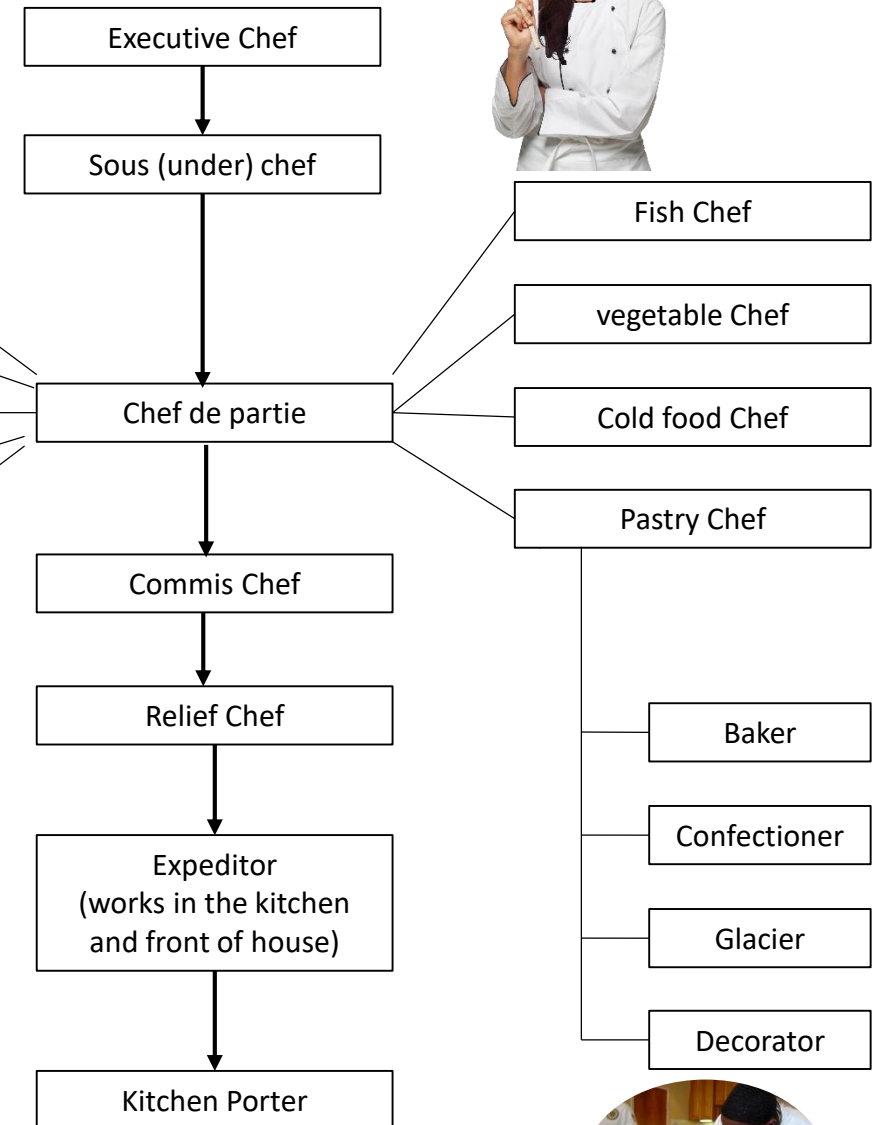 Executive Chef
Sous (under) chef
Fish Chef
vegetable Chef
Chef de partie
Cold food Chef
Pastry Chef
Commis Chef
Relief Chef
Baker
Confectioner
Expeditor
(works in the kitchen
and front of house)
Glacier
Decorator
Kitchen Porter